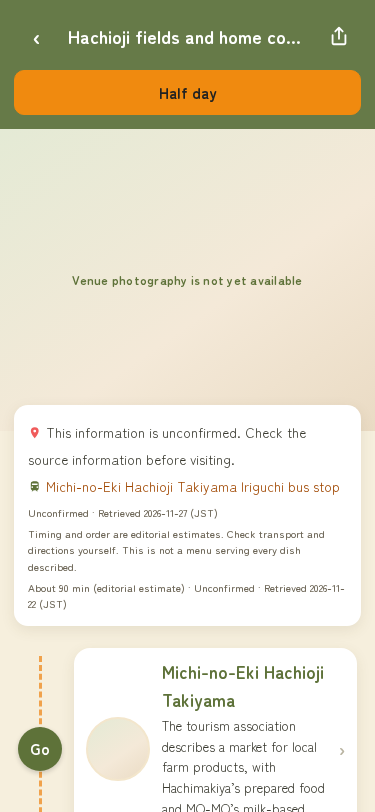 Hachioji fields and home co...
Half day
Venue photography is not yet available
This information is unconfirmed. Check the
source information before visiting.
Michi-no-Eki Hachioji Takiyama Iriguchi bus stop
Unconfirmed · Retrieved 2026-11-27 (JST)
Timing and order are editorial estimates. Check transport and
directions yourself. This is not a menu serving every dish
described.
About 90 min (editorial estimate) · Unconfirmed · Retrieved 2026-11-
22 (JST)
Michi-no-Eki Hachioji
Takiyama
Go
The tourism association
describes a market for local
farm products, with
Hachimakiya's prepared food
and MO-MO's milk-based